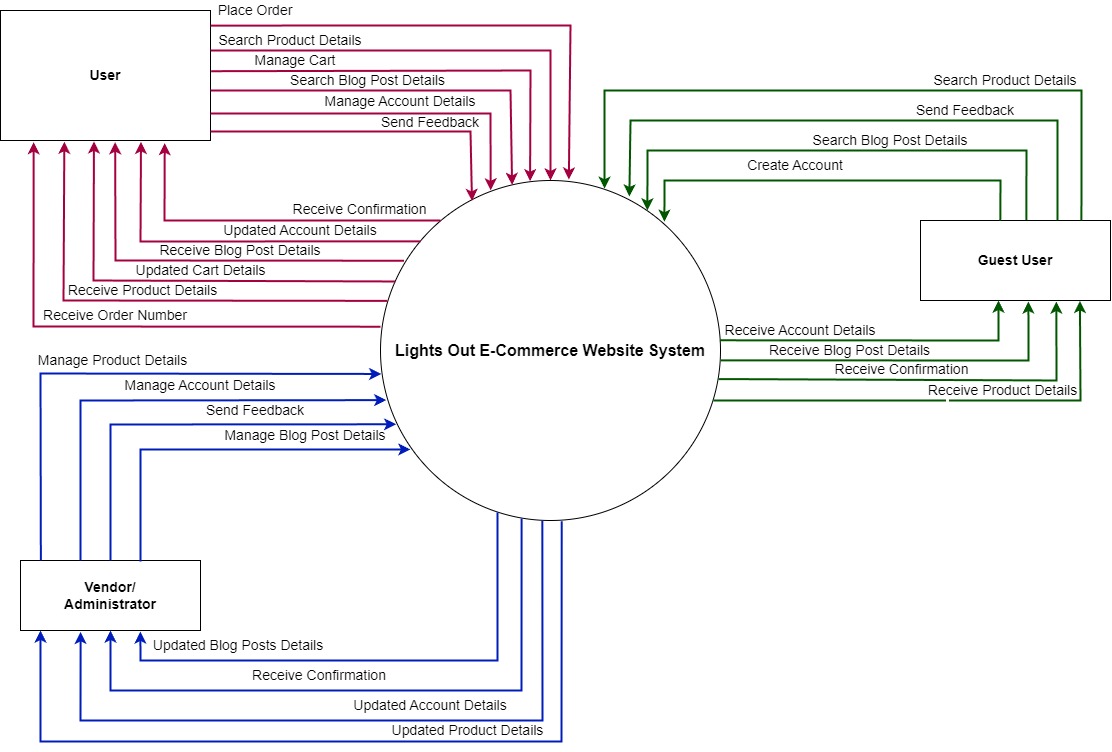 Place Order
Search Product Details
Manage Cart
User
Search Blog Post Details
Manage Account Details
Send Feedback
Search Product Details
Send Feedback
Search Blog Post Details
Create Account
Receive Confirmation
Updated Account Details
Receive Blog Post Details
Updated Cart Details
Receive Product Details
Receive Order Number
Guest User
Lights Out E-Commerce Website System
Receive Account Details
Receive Blog Post Details
Receive Confirmation
Receive Product Details
Manage Product Details
Manage Account Details
Send Feedback
Manage Blog Post Details
Vendor/
Administrator
Updated Blog Posts Details
Receive Confirmation
Updated Account Details
Updated Product Details